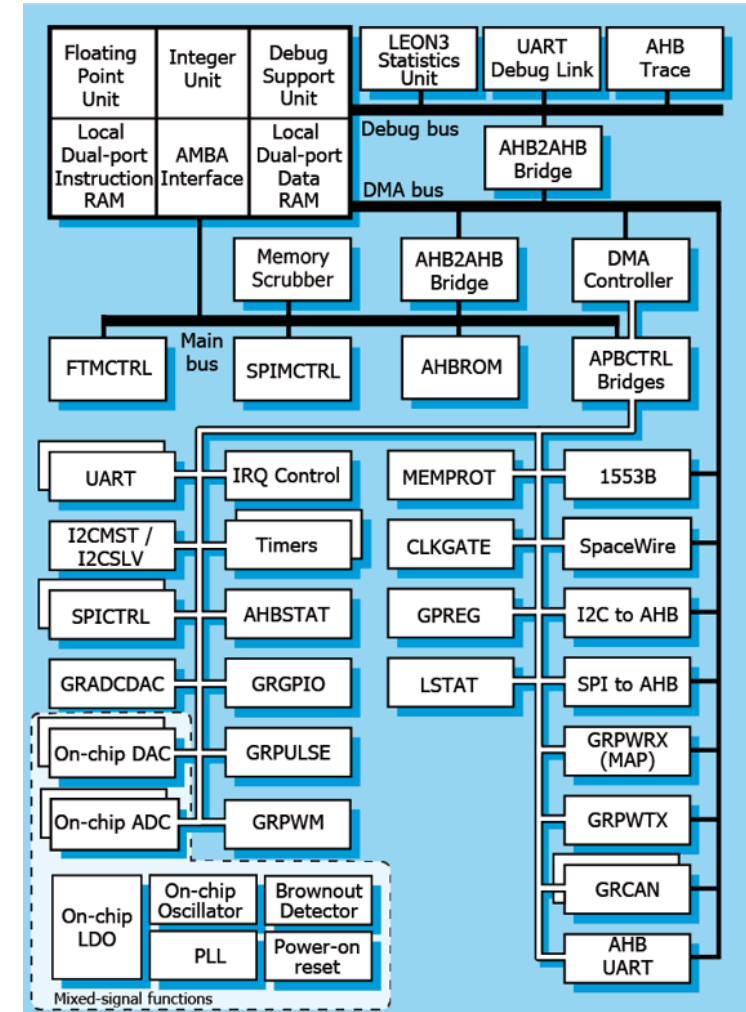 Floating
Point
Unit
Integer
Unit
Debug
Support
Unit
LEON3
Statistics
Unit
UART
Debug Link
AHB
Trace
Debug bus
Local
Dual-port
Instruction
RAM
AMBA
Interface
Local
Dual-port
Data
RAM
AHB2AHB
Bridge
DMA bus
Memory
Scrubber
AHB2AHB
Bridge
DMA
Controller
Main
bus
FTMCTRL
SPIMCTRL
AHBROM
APBCTRL
Bridges
UART
IRQ Control
MEMPROT
1553B
I2CMST /
I2CSLV
Timers
CLKGATE
SpaceWire
SPICTRL
AHBSTAT
GPREG
I2C to AHB
GRADCDAC
GRGPIO
LSTAT
SPI to AHB
On-chip DAC
GRPULSE
GRPWRX
(MAP)
On-chip ADC
GRPWM
GRPWTX
On-chip
LDO
On-chip
Oscillator
Brownout
Detector
GRCAN
PLL
Power-on
reset
AHB
UART
Mixed-signal functions